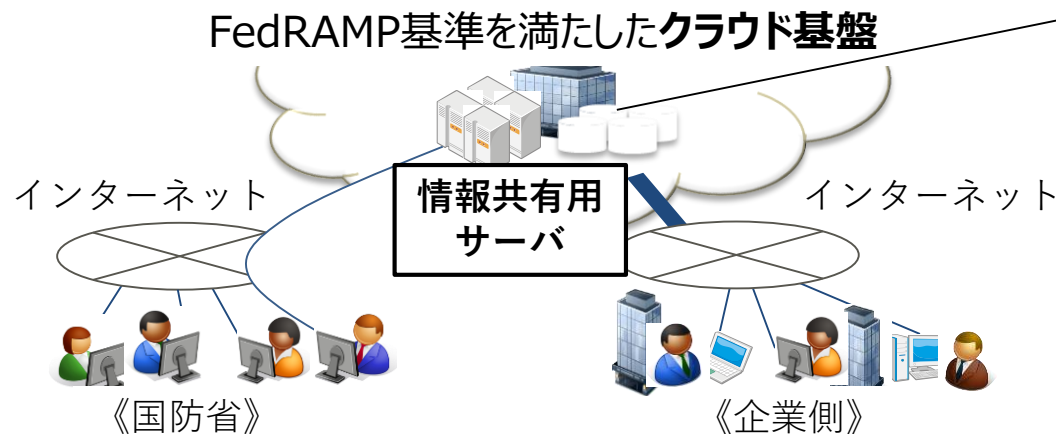 FedRAMP基準を満たしたクラウド基盤
インターネット
情報共有用
サーバ
インターネット
《国防省》
《企業側》